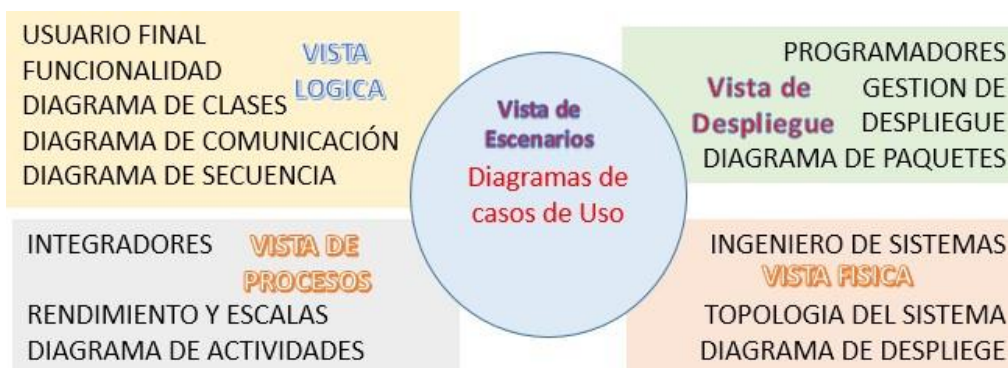 USUARIO FINAL
FUNCIONALIDAD
DIAGRAMA DE CLASES
DIAGRAMA DE COMUNICACIÓN
DIAGRAMA DE SECUENCIA
VISTA
LOGICA
Vista de
Escenarios
Diagramas de
casos de Uso
PROGRAMADORES
GESTION DE
DESPLIEGUE
DIAGRAMA DE PAQUETES
Vista de
Despliegue
INTEGRADORES
VISTA DE
PROCESOS
RENDIMIENTO Y ESCALAS
DIAGRAMA DE ACTIVIDADES
INGENIERO DE SISTEMAS
VISTA FISICA
TOPOLOGIA DEL SISTEMA
DIAGRAMA DE DESPLIEGE